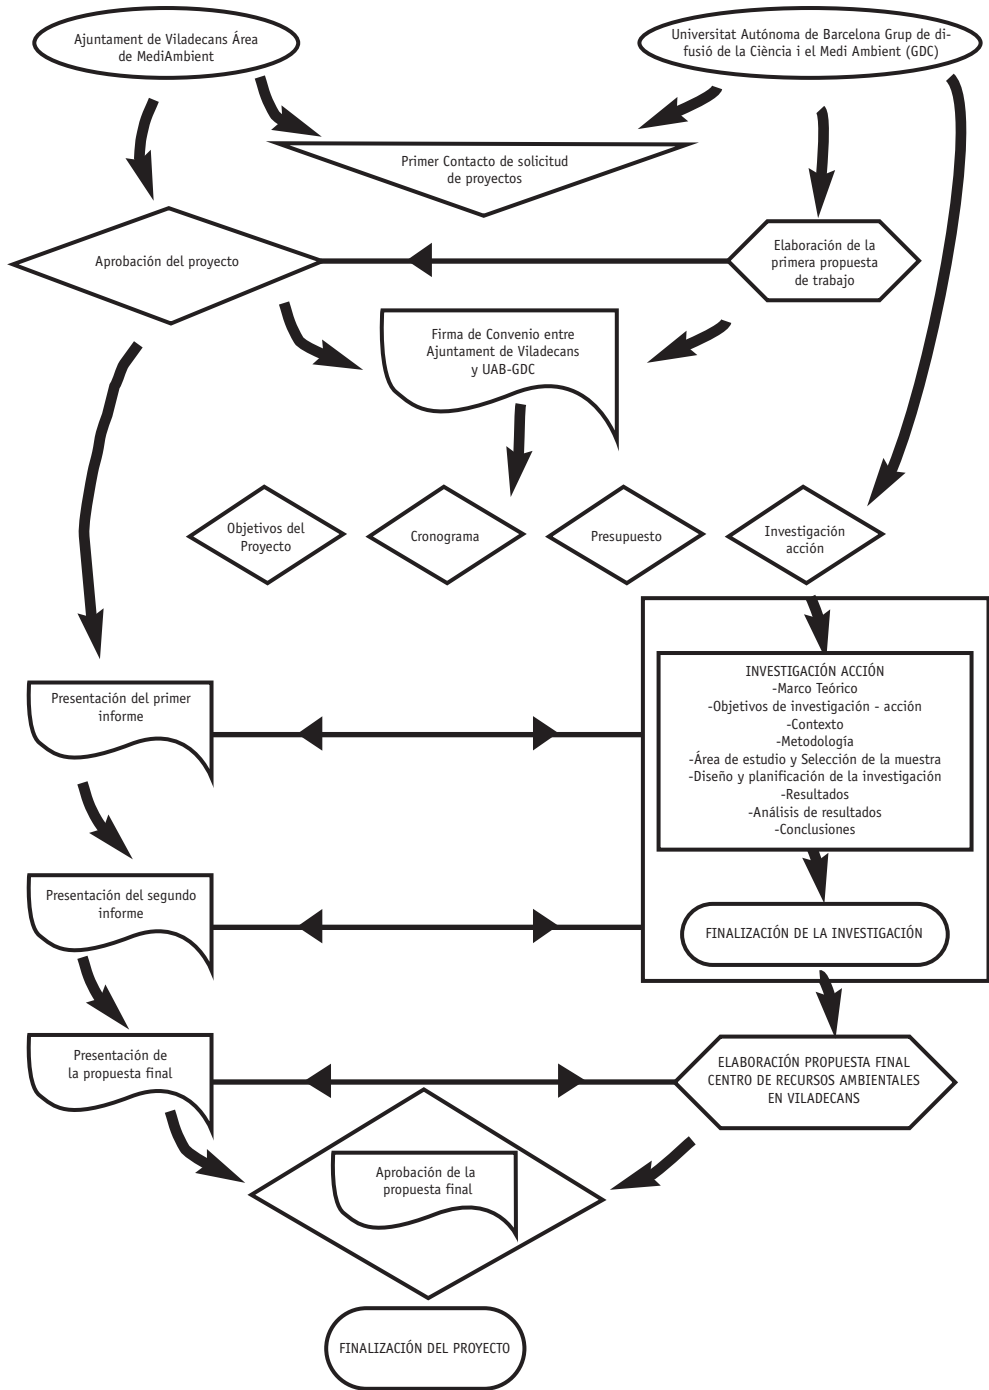 Ajuntament de Viladecans Área
de MediAmbient
Universitat Autónoma de Barcelona Grup de di-
fusió de la Ciència i el Medi Ambient (GDC)
Primer Contacto de solicitud
de proyectos
Aprobación del proyecto
Elaboración de la
primera propuesta
de trabajo
Firma de Convenio entre
Ajuntament de Viladecans
y UAB-GDC
Objetivos del
Proyecto
Cronograma
Presupuesto
Investigación
acción
INVESTIGACIÓN ACCIÓN
-Marco Teórico
-Objetivos de investigación - acción
-Contexto
-Metodología
-Área de estudio y Selección de la muestra
-Diseño y planificación de la investigación
-Resultados
-Análisis de resultados
-Conclusiones
Presentación del primer
informe
Presentación del segundo
informe
FINALIZACIÓN DE LA INVESTIGACIÓN
Presentación de
la propuesta final
ELABORACIÓN PROPUESTA FINAL
CENTRO DE RECURSOS AMBIENTALES
EN VILADECANS
Aprobación de la
propuesta final
FINALIZACIÓN DEL PROYECTO